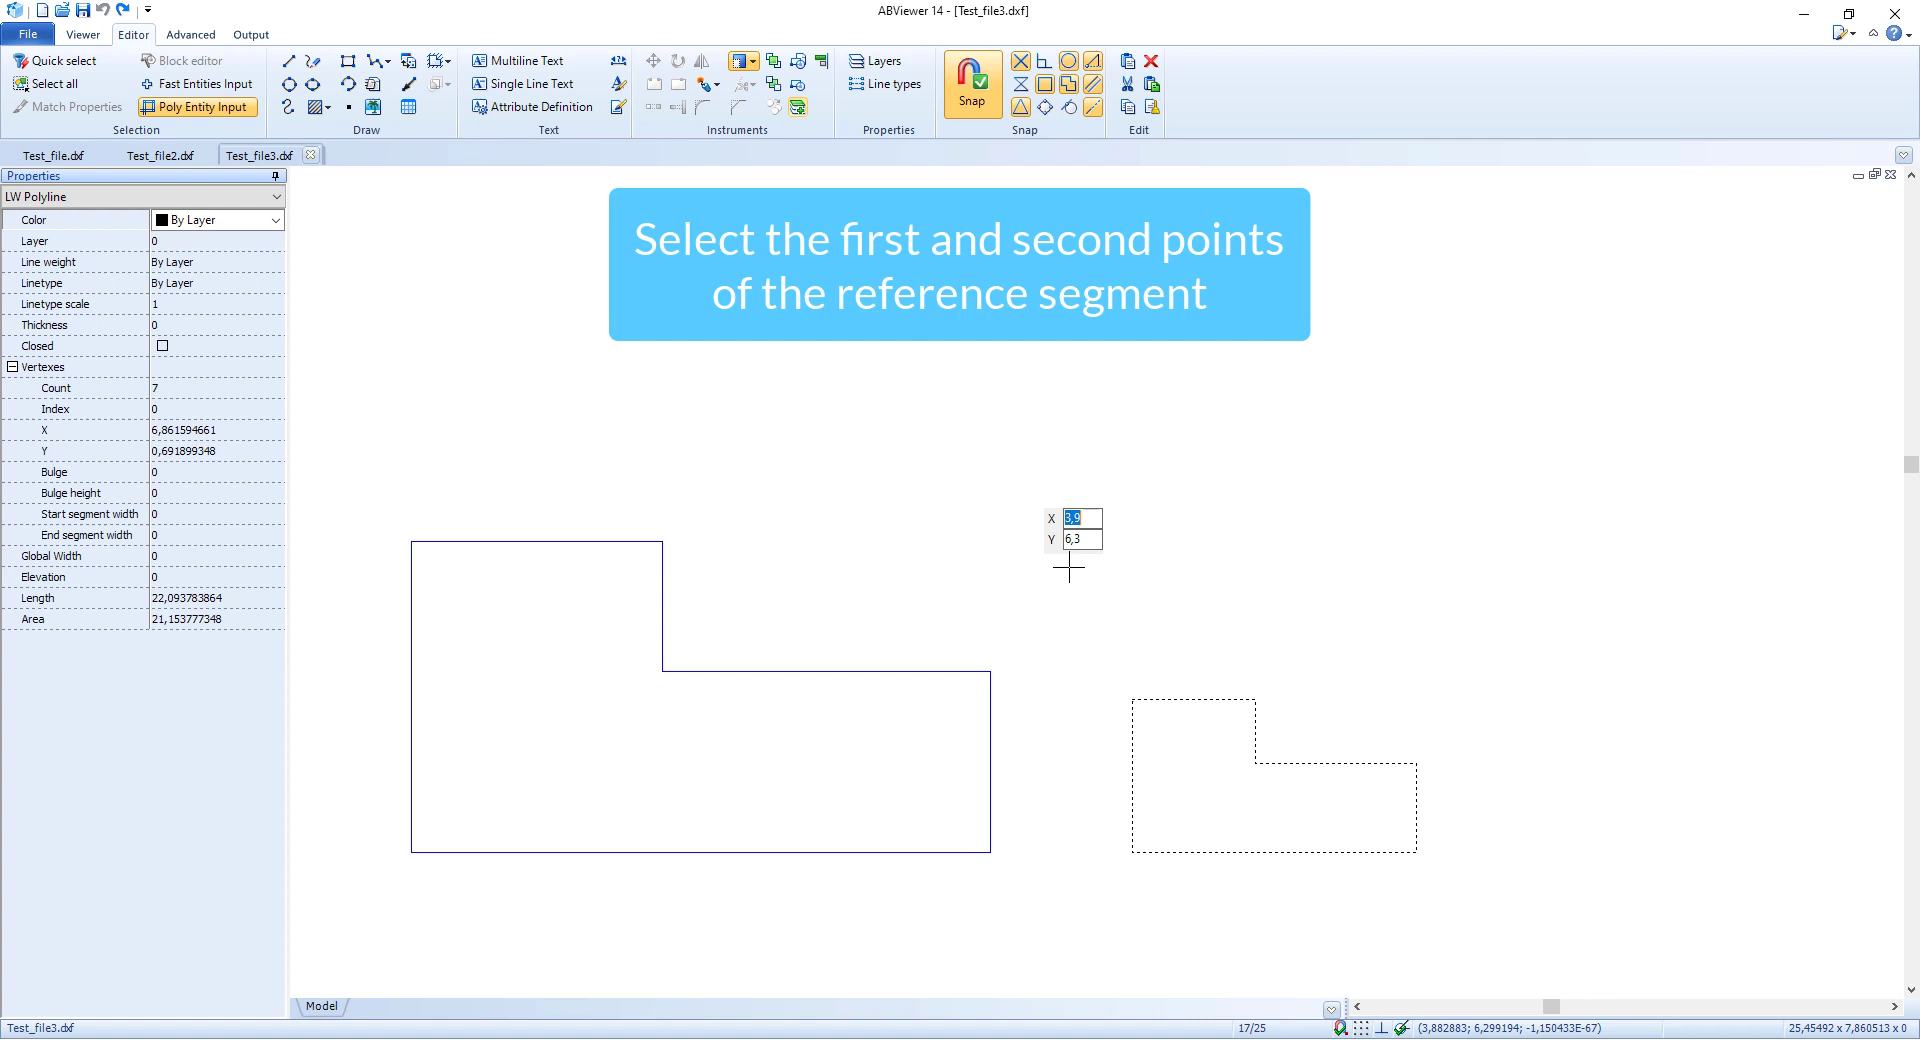 ABViewer 14 - [Test_file3.dxf]
File Viewer Editor Advanced Output
Quick select Block editor
Select all Fast Entities Input
Match Properties Poly Entity Input
Selection
Draw
Multiline Text
Single Line Text
Attribute Definition
Text
Instruments
Layers
Line types
Properties
Snap
Snap
Edit
Test_file.dxf Test_file2.dxf Test_file3.dxf
Properties
LW Polyline
Color By Layer
Layer 0
Line weight By Layer
Linetype By Layer
Linetype scale 1
Thickness 0
Closed
Vertexes
Count 7
Index 0
X 6,861594661
Y 0,691899348
Bulge 0
Bulge height 0
Start segment width 0
End segment width 0
Global Width 0
Elevation 0
Length 22,093783864
Area 21,153777348
Select the first and second points
of the reference segment
X 3,9
Y 6,3
Model
Test_file3.dxf 17/25 (3,882883; 6,299194; -1,150433E-67) 25,45492 x 7,860513 x 0